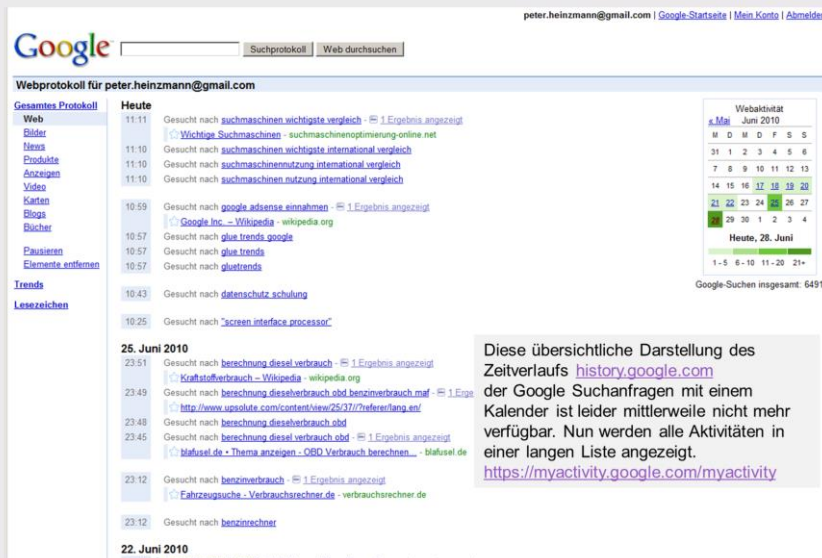 peter.heinzmann@gmail.com | Google-Startseite | Mein Konto | Abmelden
Google
Suchprotokoll
Web durchsuchen
Webprotokoll für peter.heinzmann@gmail.com
Gesamtes Protokoll
Web
Bilder
News
Produkte
Anzeigen
Video
Karten
Blogs
Bücher
Pausieren
Elemente entfernen
Trends
Lesezeichen
Heute
11:11 Gesucht nach suchmaschinen wichtigste vergleich - 1 Ergebnis angezeigt
Wichtige Suchmaschinen - suchmaschinenoptimierung-online.net
11:10 Gesucht nach suchmaschinen wichtigste international vergleich
11:10 Gesucht nach suchmaschinennutzung international vergleich
11:10 Gesucht nach suchmaschinen nutzung international vergleich
10:59 Gesucht nach google adsense einnahmen - 1 Ergebnis angezeigt
Google Inc. – Wikipedia - wikipedia.org
10:57 Gesucht nach glue trends google
10:57 Gesucht nach glue trends
10:57 Gesucht nach gluetrends
10:43 Gesucht nach datenschutz schulung
10:25 Gesucht nach "screen interface processor"
25. Juni 2010
23:51 Gesucht nach berechnung diesel verbrauch - 1 Ergebnis angezeigt
Kraftstoffverbrauch – Wikipedia - wikipedia.org
23:49 Gesucht nach berechnung dieselverbrauch obd benzinverbrauch maf - 1 Erge
http://www.upsolute.com/content/view/25/37//?referer/lang,en/
23:48 Gesucht nach berechnung dieselverbrauch obd
23:45 Gesucht nach berechnung diesel verbrauch obd - 1 Ergebnis angezeigt
blafusel.de • Thema anzeigen - OBD Verbrauch berechnen... - blafusel.de
23:12 Gesucht nach benzinverbrauch - 1 Ergebnis angezeigt
Fahrzeugsuche - Verbrauchsrechner.de - verbrauchsrechner.de
23:12 Gesucht nach benzinrechner
22. Juni 2010
Webaktivität
« Mai Juni 2010
M D M D F S S
31 1 2 3 4 5 6
7 8 9 10 11 12 13
14 15 16 17 18 19 20
21 22 23 24 25 26 27
28 29 30 1 2 3 4
Heute, 28. Juni
1 - 5 6 - 10 11 - 20 21+
Google-Suchen insgesamt: 6491
Diese übersichtliche Darstellung des
Zeitverlaufs history.google.com
der Google Suchanfragen mit einem
Kalender ist leider mittlerweile nicht mehr
verfügbar. Nun werden alle Aktivitäten in
einer langen Liste angezeigt.
https://myactivity.google.com/myactivity